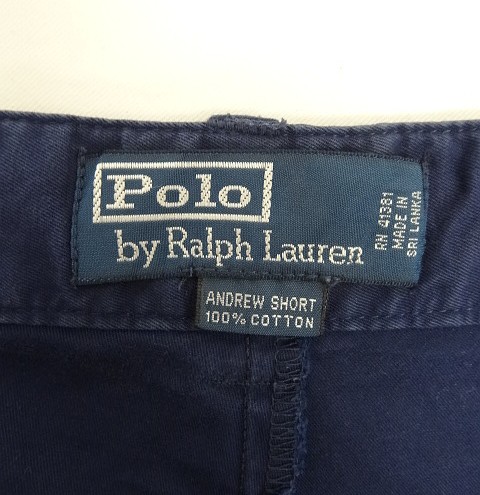 Polo
by Ralph Lauren
RN 41381
MADE IN
SRI LANKA
ANDREW SHORT
100% COTTON